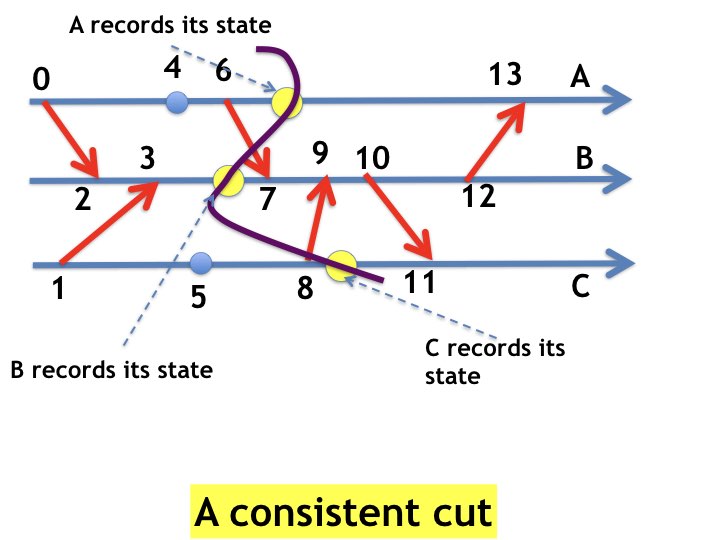 A records its state
0
4
6
13
A
3
9
10
B
2
7
12
1
5
8
11
C
B records its state
C records its
state
A consistent cut